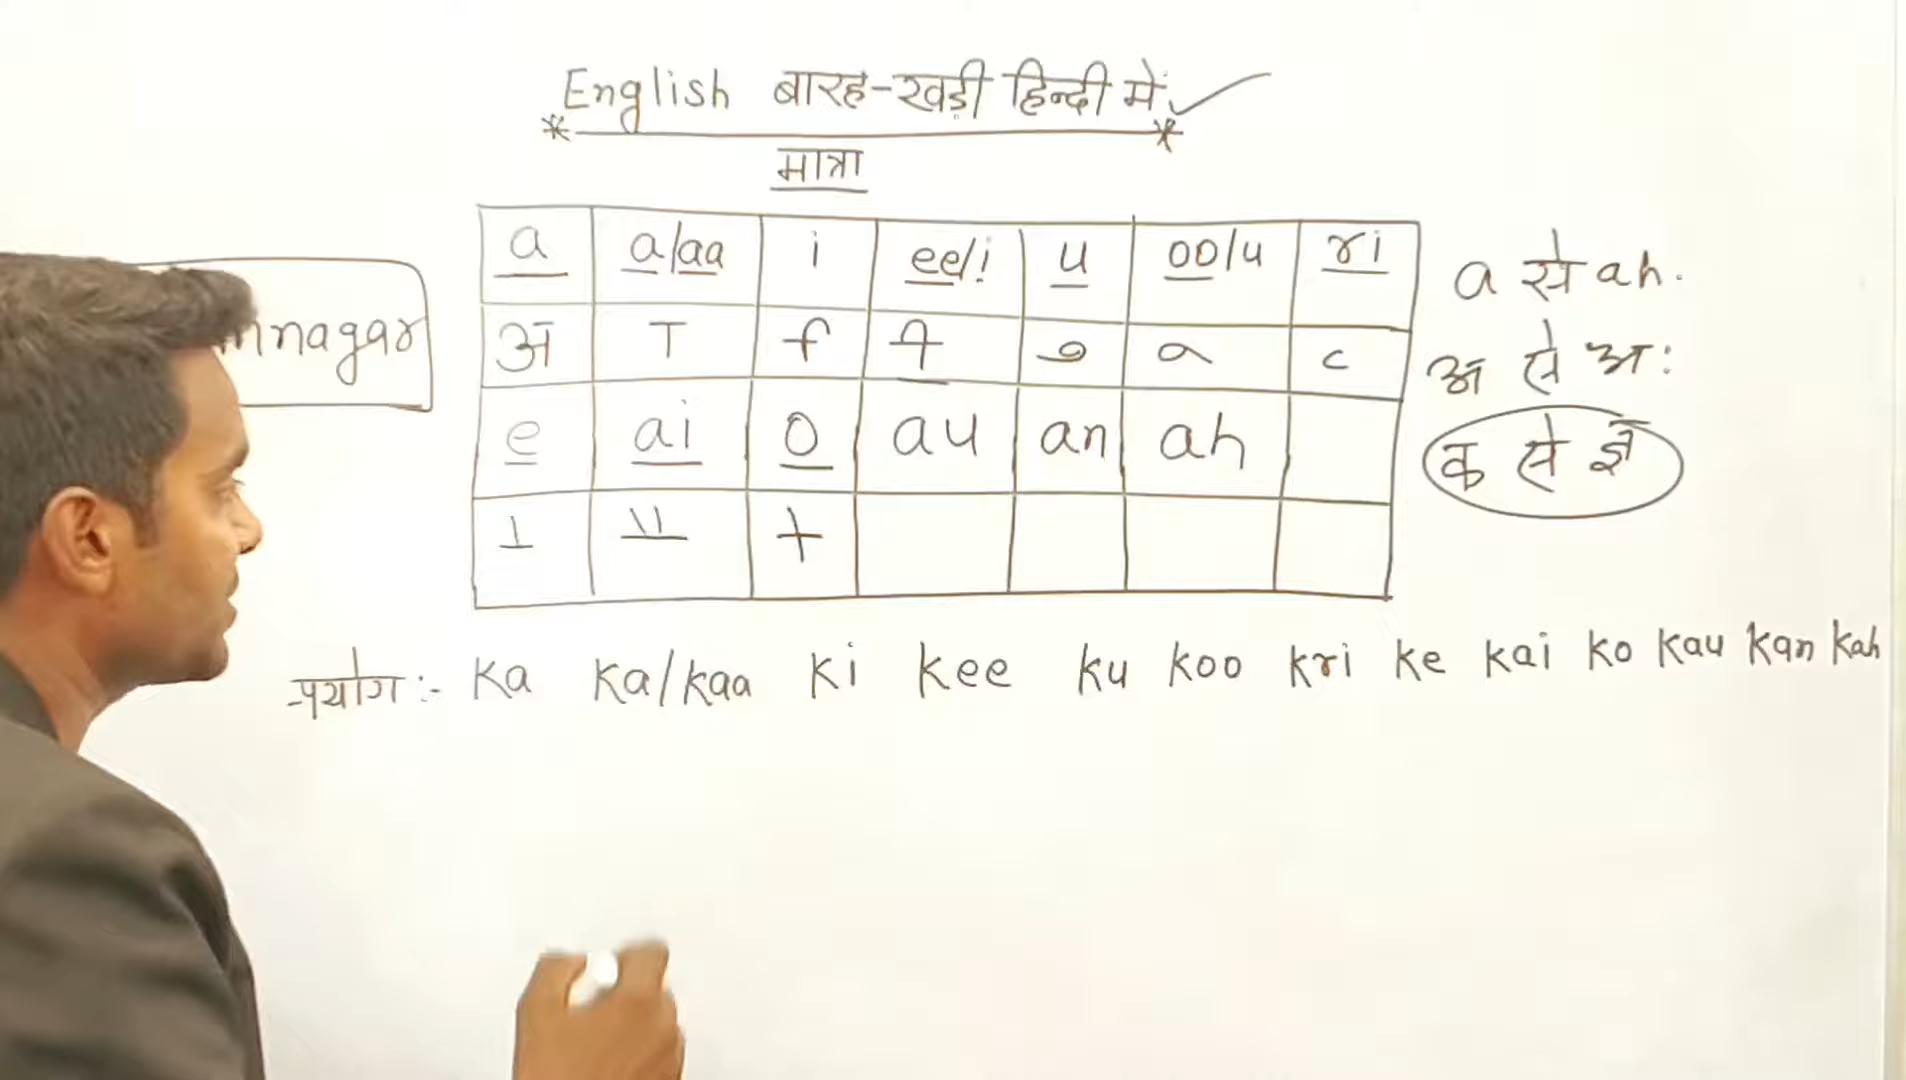 English बारह-खड़ी हिन्दी में
मात्रा
a a/aa i ee/i u oo/u ri
अ ा ि ी ु ू ृ
e ai o au an ah
े ै ो
nnagar
a से ah.
अ से अः
क से ज्ञ
प्रयोग :- Ka Ka/Kaa Ki Kee Ku Koo Kri Ke Kai Ko Kau Kan Kah